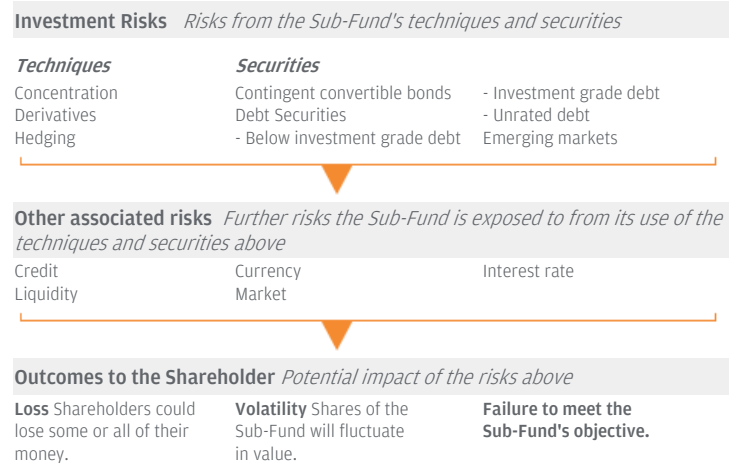 Investment Risks Risks from the Sub-Fund's techniques and securities
Techniques
Concentration
Derivatives
Hedging
Securities
Contingent convertible bonds
Debt Securities
- Below investment grade debt
- Investment grade debt
- Unrated debt
Emerging markets
Other associated risks Further risks the Sub-Fund is exposed to from its use of the
techniques and securities above
Credit
Liquidity
Currency
Market
Interest rate
Outcomes to the Shareholder Potential impact of the risks above
Loss Shareholders could
lose some or all of their
money.
Volatility Shares of the
Sub-Fund will fluctuate
in value.
Failure to meet the
Sub-Fund's objective.